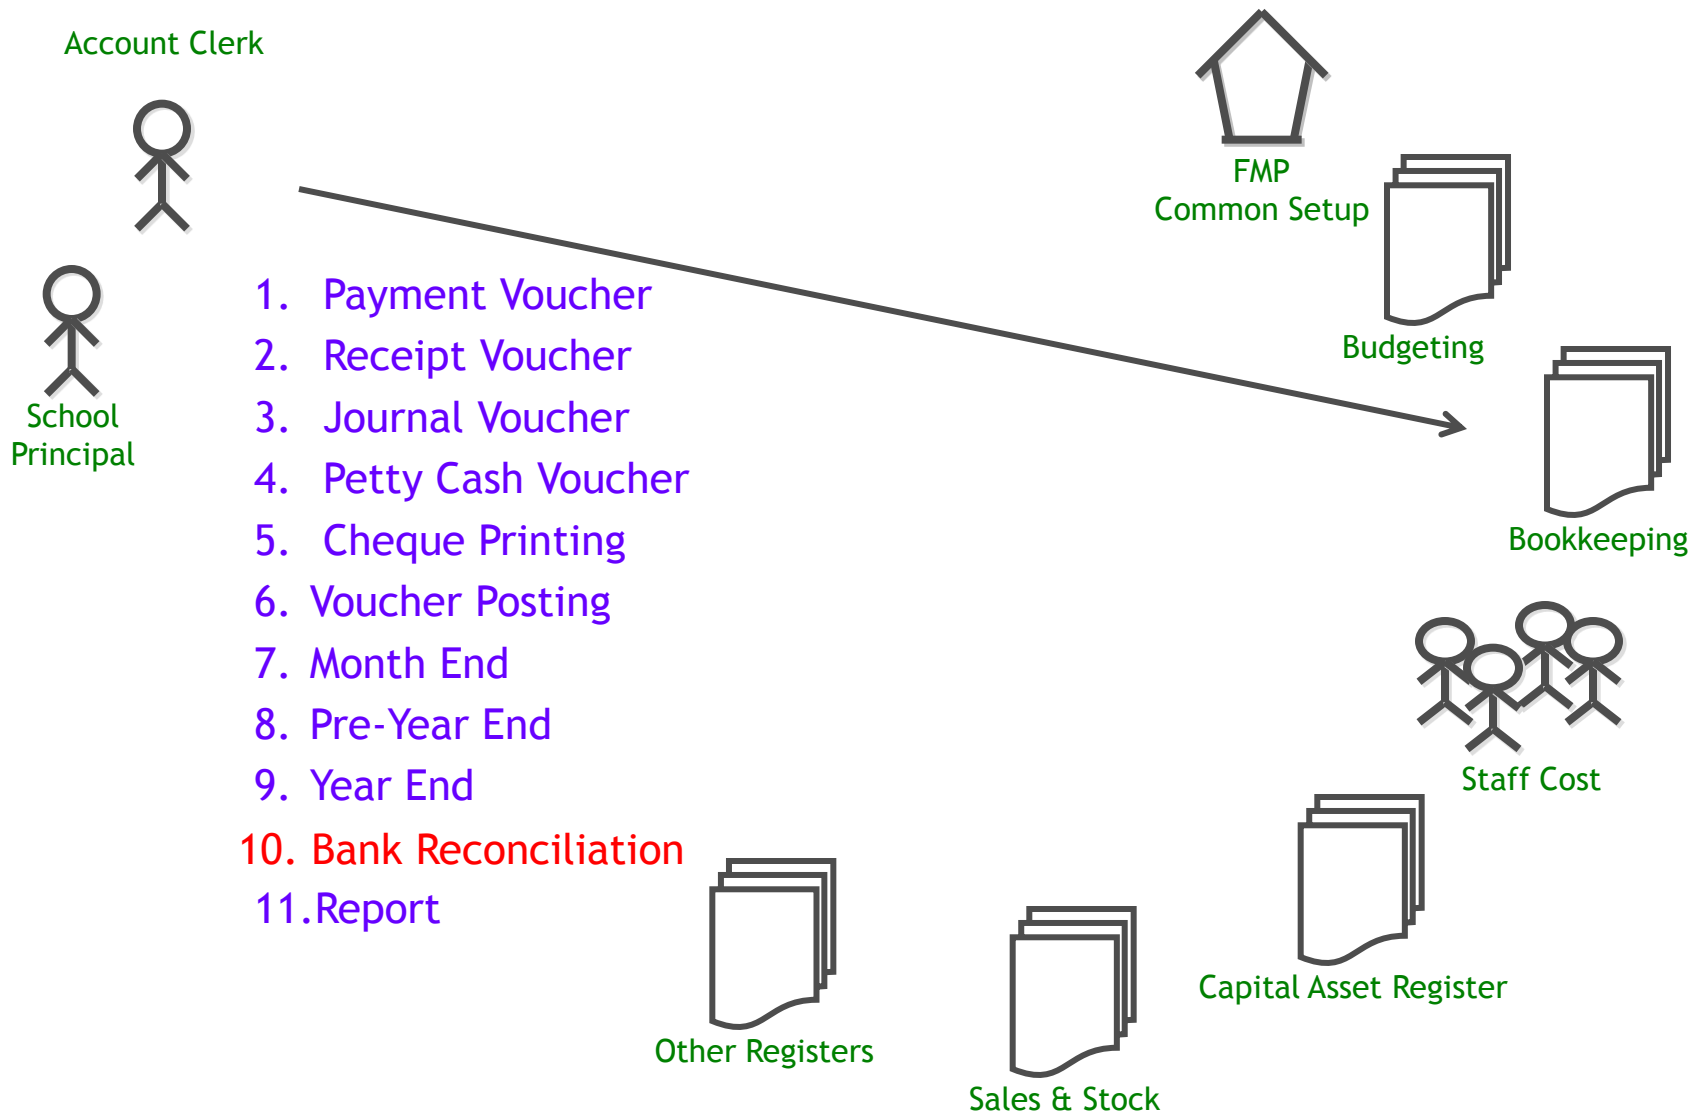 Account Clerk
School
Principal
1. Payment Voucher
2. Receipt Voucher
3. Journal Voucher
4. Petty Cash Voucher
5. Cheque Printing
6. Voucher Posting
7. Month End
8. Pre-Year End
9. Year End
10. Bank Reconciliation
11.Report
FMP
Common Setup
Budgeting
Bookkeeping
Staff Cost
Capital Asset Register
Sales & Stock
Other Registers